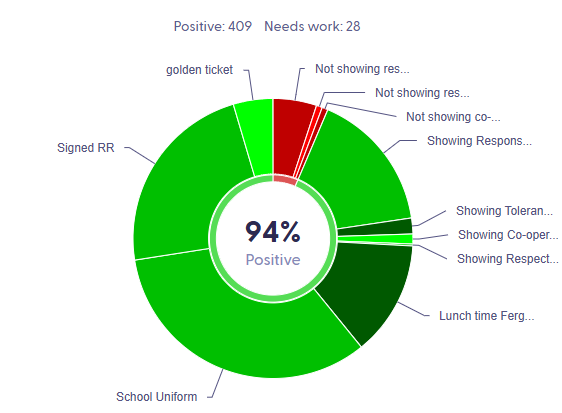 Positive: 409 Needs work: 28
golden ticket
Not showing res...
Not showing res...
Not showing co-...
Showing Respons...
Signed RR
Showing Toleran...
Showing Co-oper...
Showing Respect...
94%
Positive
Lunch time Ferg...
School Uniform